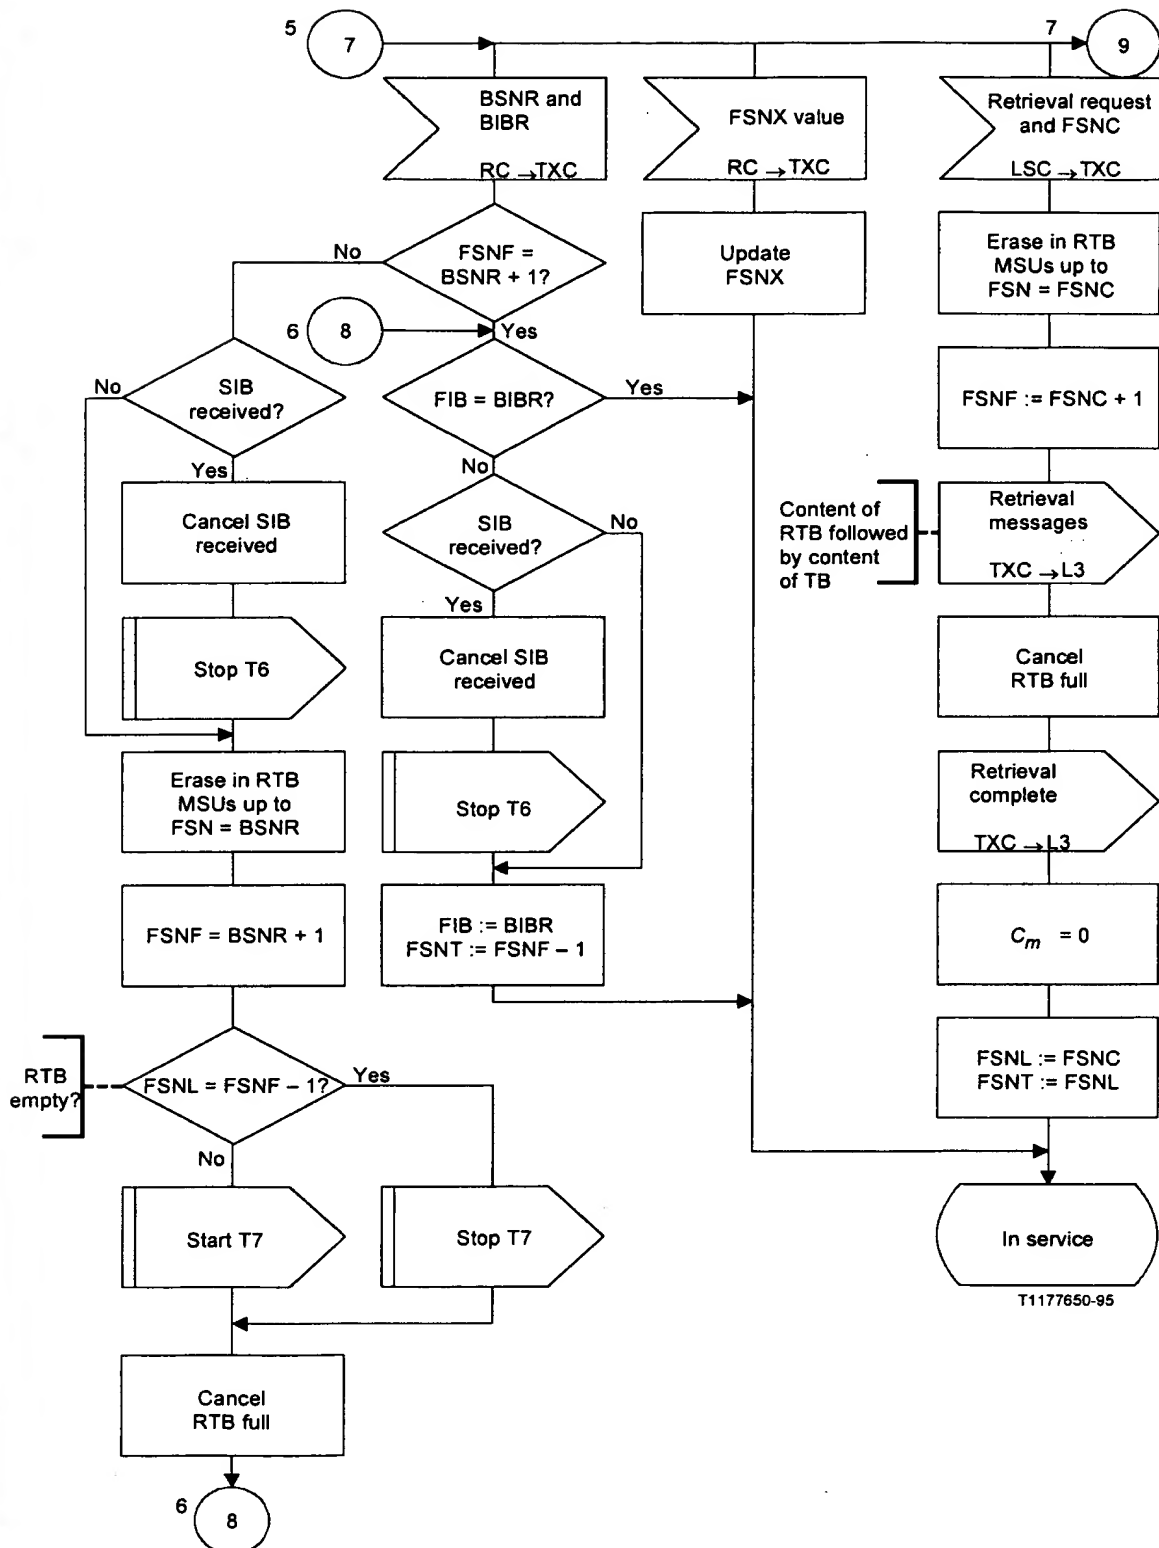 5
7
7
9
BSNR and
BIBR
RC →TXC
FSNX value
RC →TXC
Retrieval request
and FSNC
LSC →TXC
No
FSNF =
BSNR + 1?
Update
FSNX
Erase in RTB
MSUs up to
FSN = FSNC
6
8
Yes
No
SIB
received?
FIB = BIBR?
Yes
FSNF := FSNC + 1
Yes
No
Cancel SIB
received
SIB
received?
No
Content of
RTB followed
by content
of TB
Retrieval
messages
TXC →L3
Yes
Stop T6
Cancel SIB
received
Cancel
RTB full
Erase in RTB
MSUs up to
FSN = BSNR
Stop T6
Retrieval
complete
TXC →L3
FSNF = BSNR + 1
FIB := BIBR
FSNT := FSNF – 1
Cm = 0
RTB
empty?
FSNL = FSNF – 1?
Yes
FSNL := FSNC
FSNT := FSNL
No
Start T7
Stop T7
In service
T1177650-95
Cancel
RTB full
6
8